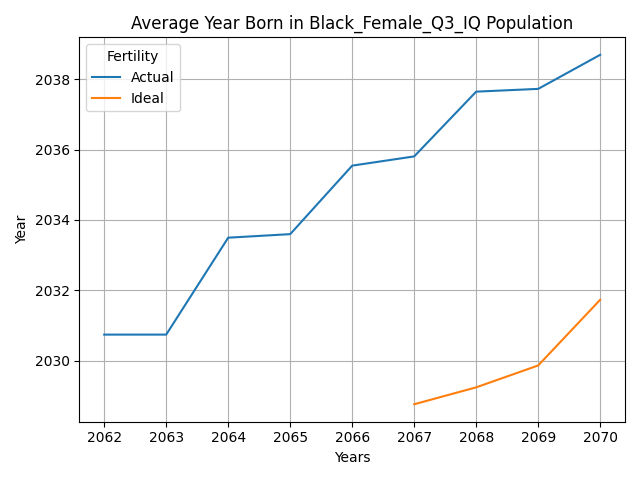 Average Year Born in Black_Female_Q3_IQ Population
Fertility
Actual
Ideal
2038
2036
2034
2032
2030
Year
2062 2063 2064 2065 2066 2067 2068 2069 2070
Years